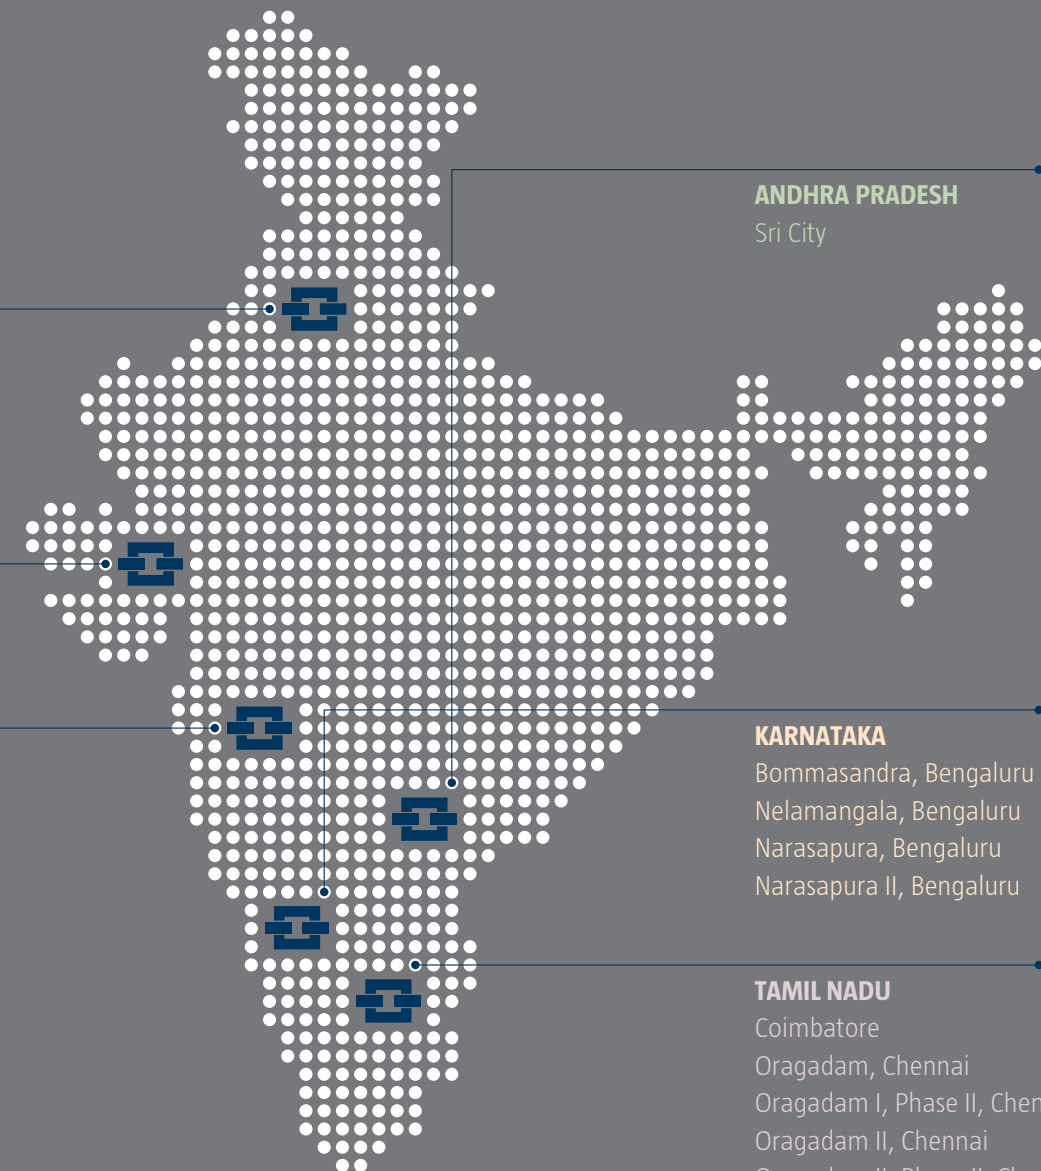 ANDHRA PRADESH
Sri City
KARNATAKA
Bommasandra, Bengaluru
Nelamangala, Bengaluru
Narasapura, Bengaluru
Narasapura II, Bengaluru
TAMIL NADU
Coimbatore
Oragadam, Chennai
Oragadam I, Phase II,
Oragadam II, Chennai